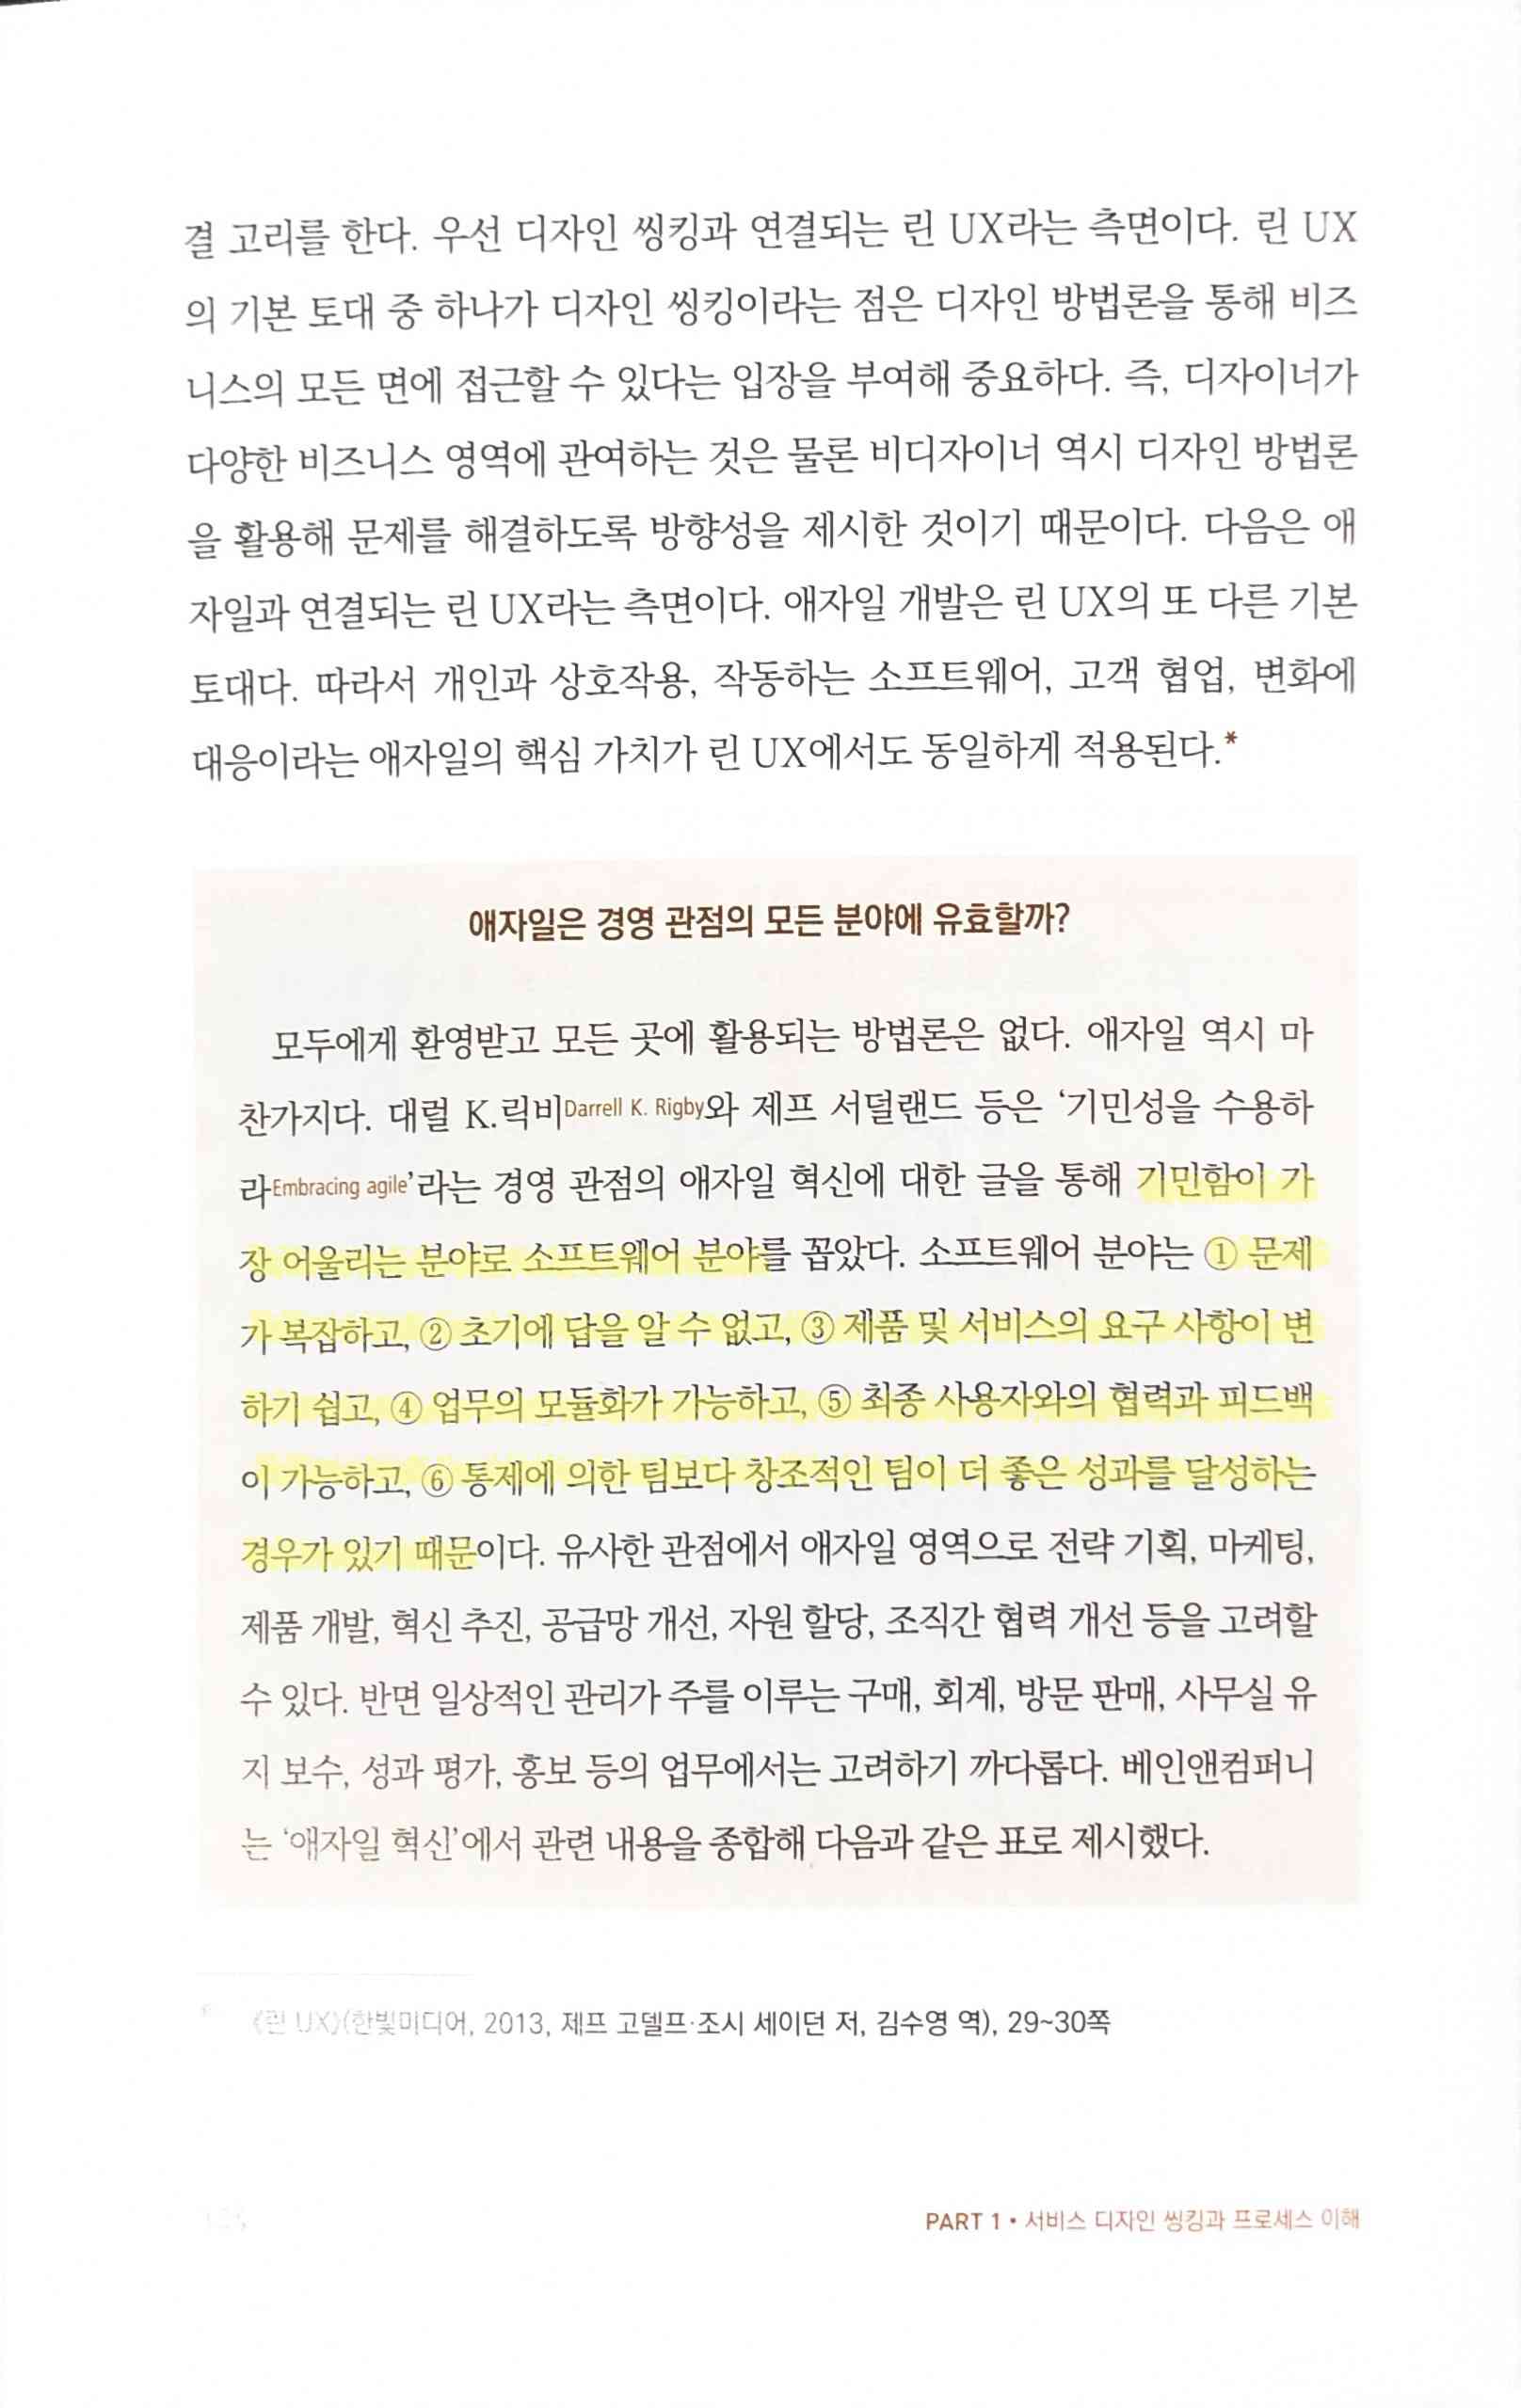 결 고리를 한다. 우선 디자인 씽킹과 연결되는 린 UX라는 측면이다. 린 UX
의 기본 토대 중 하나가 디자인 씽킹이라는 점은 디자인 방법론을 통해 비즈
니스의 모든 면에 접근할 수 있다는 입장을 부여해 중요하다. 즉, 디자이너가
다양한 비즈니스 영역에 관여하는 것은 물론 비디자이너 역시 디자인 방법론
을 활용해 문제를 해결하도록 방향성을 제시한 것이기 때문이다. 다음은 애
자일과 연결되는 린 UX라는 측면이다. 애자일 개발은 린 UX의 또 다른 기본
토대다. 따라서 개인과 상호작용, 작동하는 소프트웨어, 고객 협업, 변화에
대응이라는 애자일의 핵심 가치가 린 UX에서도 동일하게 적용된다.*
애자일은 경영 관점의 모든 분야에 유효할까?
모두에게 환영받고 모든 곳에 활용되는 방법론은 없다. 애자일 역시 마
찬가지다. 대럴 K.릭비Darrell K. Rigby와 제프 서덜랜드 등은 ‘기민성을 수용하
라Embracing agile’라는 경영 관점의 애자일 혁신에 대한 글을 통해 기민함이 가
장 어울리는 분야로 소프트웨어 분야를 꼽았다. 소프트웨어 분야는 ① 문제
가 복잡하고, ② 초기에 답을 알 수 없고, ③ 제품 및 서비스의 요구 사항이 변
하기 쉽고, ④ 업무의 모듈화가 가능하고, ⑤ 최종 사용자와의 협력과 피드백
이 가능하고, ⑥ 통제에 의한 팀보다 창조적인 팀이 더 좋은 성과를 달성하는
경우가 있기 때문이다. 유사한 관점에서 애자일 영역으로 전략 기획, 마케팅,
제품 개발, 혁신 추진, 공급망 개선, 자원 할당, 조직간 협력 개선 등을 고려할
수 있다. 반면 일상적인 관리가 주를 이루는 구매, 회계, 방문 판매, 사무실 유
지 보수, 성과 평가, 홍보 등의 업무에서는 고려하기 까다롭다. 베인앤컴퍼니
는 ‘애자일 혁신’에서 관련 내용을 종합해 다음과 같은 표로 제시했다.
* 《린 UX》(한빛미디어, 2013, 제프 고델프·조시 세이던 저, 김수영 역), 29~30쪽
PART 1 • 서비스 디자인 씽킹과 프로세스 이해